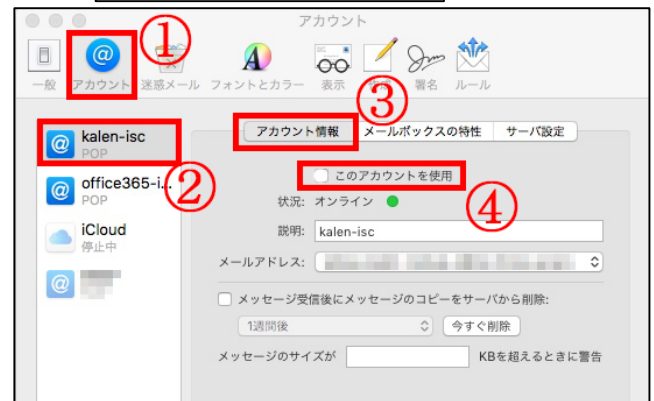 アカウント
①
一般 アカウント 迷惑メール フォントとカラー 表示 作成 署名 ルール
③
アカウント情報 メールボックスの特性 サーバ設定
kalen-isc
POP
②
このアカウントを使用
④
office365-i...
POP
状況: オンライン
iCloud
停止中
説明: kalen-isc
メールアドレス:
メッセージ受信後にメッセージのコピーをサーバから削除:
1週間後 今すぐ削除
メッセージのサイズが KBを超えるときに警告